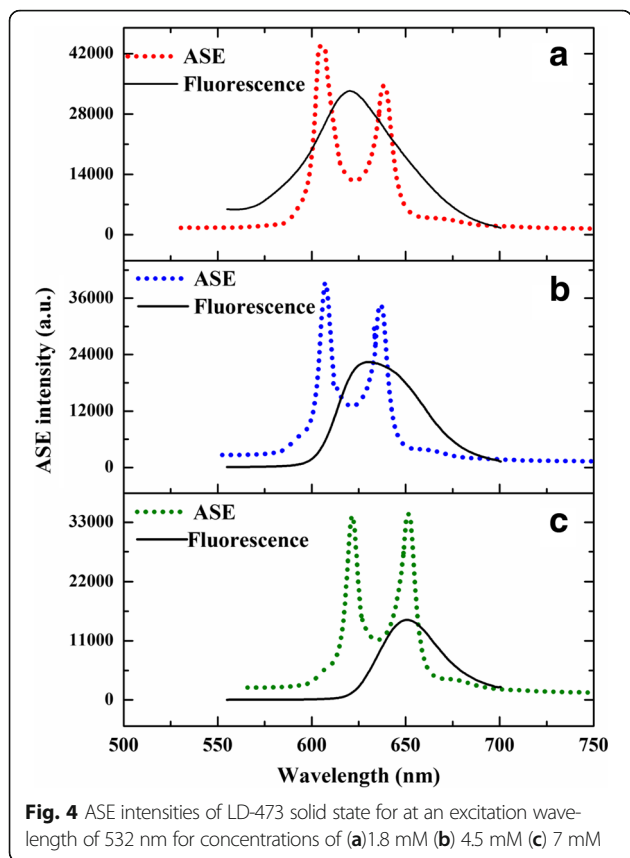 ASE intensity (a.u.)
42000
28000
14000
0
ASE
Fluorescence
a
36000
24000
12000
0
ASE
Fluorescence
b
33000
22000
11000
0
ASE
Fluorescence
c
500 550 600 650 700 750
Wavelength (nm)
Fig. 4 ASE intensities of LD-473 solid state for at an excitation wave-
length of 532 nm for concentrations of (a)1.8 mM (b) 4.5 mM (c) 7 mM